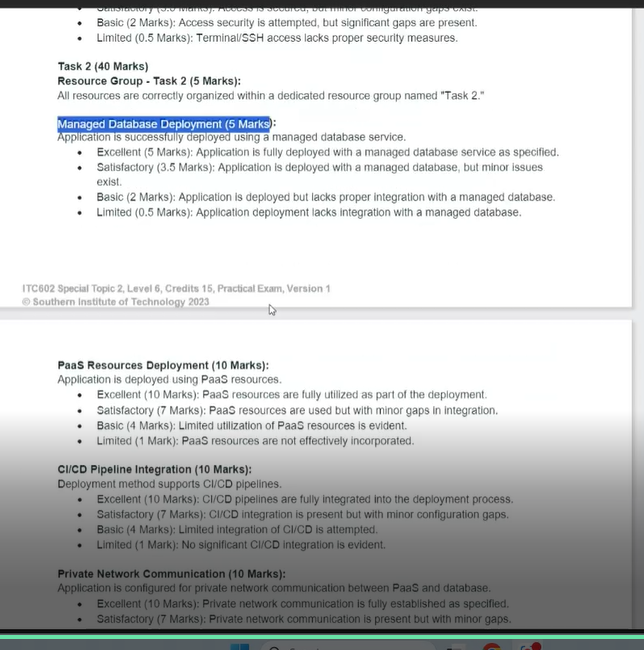 • Basic (2 Marks): Access security is attempted, but significant gaps are present.
• Limited (0.5 Marks): Terminal/SSH access lacks proper security measures.
Task 2 (40 Marks)
Resource Group - Task 2 (5 Marks):
All resources are correctly organized within a dedicated resource group named "Task 2."
Managed Database Deployment (5 Marks):
Application is successfully deployed using a managed database service.
• Excellent (5 Marks): Application is fully deployed with a managed database service as specified.
• Satisfactory (3.5 Marks): Application is deployed with a managed database, but minor issues
exist.
• Basic (2 Marks): Application is deployed but lacks proper integration with a managed database.
• Limited (0.5 Marks): Application deployment lacks integration with a managed database.
ITC602 Special Topic 2, Level 6, Credits 15, Practical Exam, Version 1
© Southern Institute of Technology 2023
PaaS Resources Deployment (10 Marks):
Application is deployed using PaaS resources.
• Excellent (10 Marks): PaaS resources are fully utilized as part of the deployment.
• Satisfactory (7 Marks): PaaS resources are used but with minor gaps in integration.
• Basic (4 Marks): Limited utilization of PaaS resources is evident.
• Limited (1 Mark): PaaS resources are not effectively incorporated.
CI/CD Pipeline Integration (10 Marks):
Deployment method supports CI/CD pipelines.
• Excellent (10 Marks): CI/CD pipelines are fully integrated into the deployment process.
• Satisfactory (7 Marks): CI/CD integration is present but with minor configuration gaps.
• Basic (4 Marks): Limited integration of CI/CD is attempted.
• Limited (1 Mark): No significant CI/CD integration is evident.
Private Network Communication (10 Marks):
Application is configured for private network communication between PaaS and database.
• Excellent (10 Marks): Private network communication is fully established as specified.
• Satisfactory (7 Marks): Private network communication is present but with minor gaps.